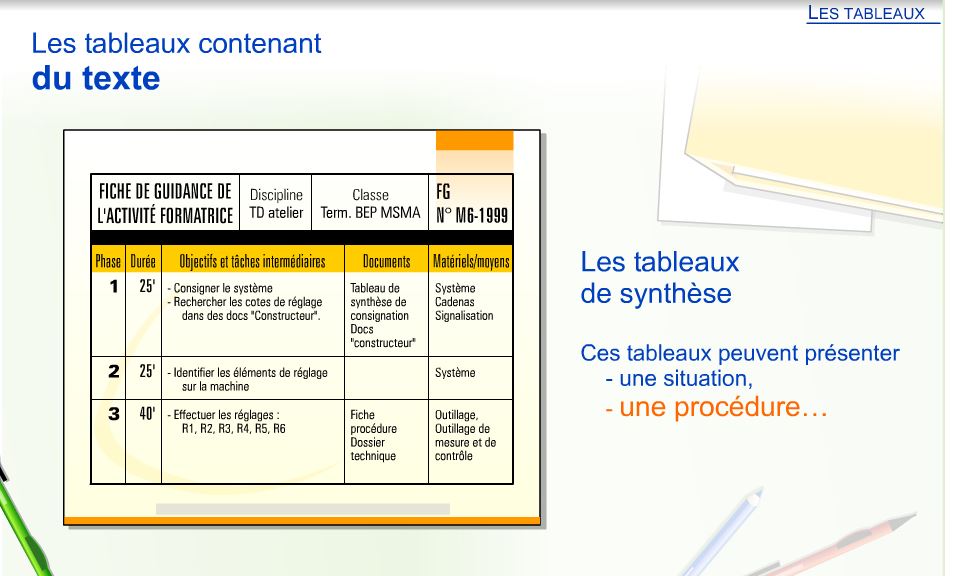 LES TABLEAUX
Les tableaux contenant
du texte
FICHE DE GUIDANCE DE
L'ACTIVITÉ FORMATRICE
Discipline
TD atelier
Classe
Term. BEP MSMA
FG
N° M6-1999
Phase Durée Objectifs et tâches intermédiaires Documents Matériels/moyens
1 25'
- Consigner le système
- Rechercher les cotes de réglage
dans des docs "Constructeur".
Tableau de
synthèse de
consignation
Docs
"constructeur"
Système
Cadenas
Signalisation
2 25'
- Identifier les éléments de réglage
sur la machine
Système
3 40'
- Effectuer les réglages :
R1, R2, R3, R4, R5, R6
Fiche
procédure
Dossier
technique
Outillage,
Outillage de
mesure et de
contrôle
Les tableaux
de synthèse
Ces tableaux peuvent présenter
- une situation,
- une procédure…